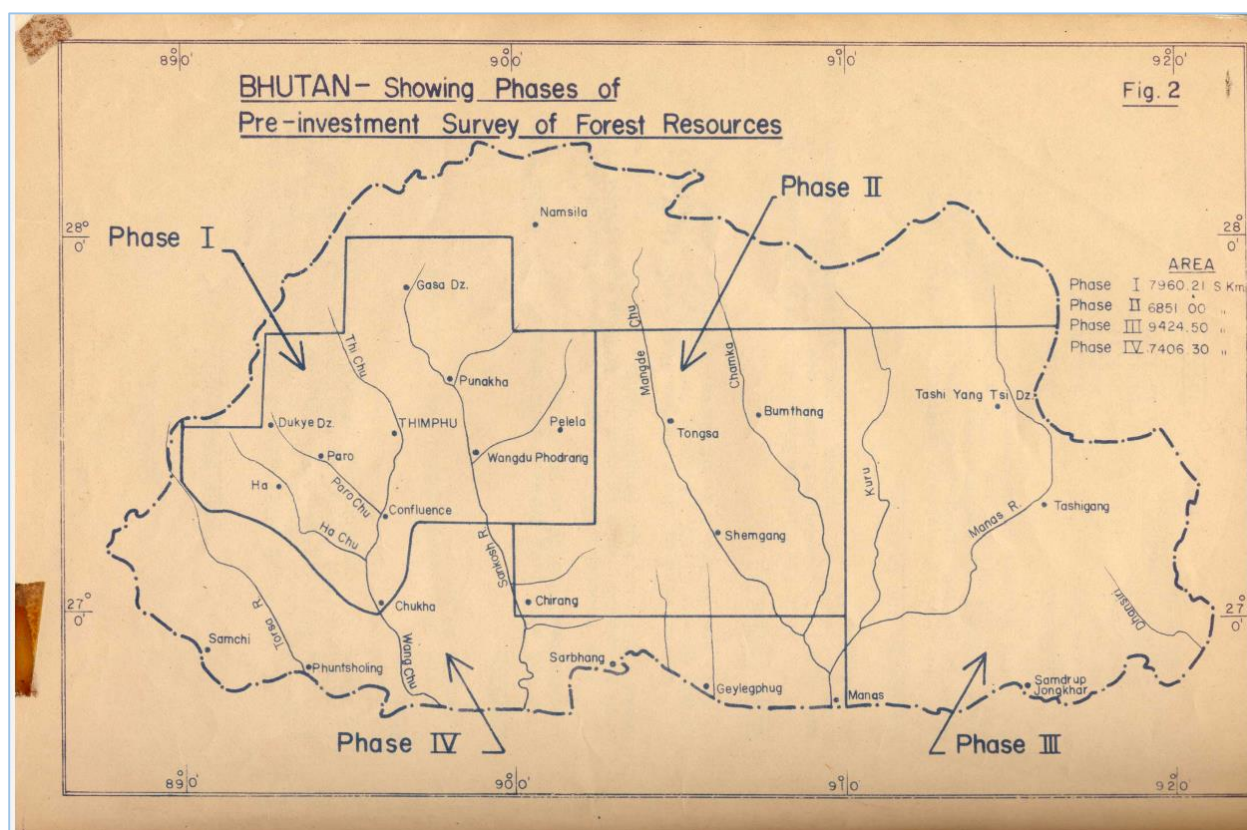 89° 0'
90° 0'
91° 0'
92° 0'
BHUTAN- Showing Phases of
Pre-investment Survey of Forest Resources
Fig. 2
Phase II
Namsila
28° 0'
28° 0'
Phase I
AREA
Phase I 7960.21 S Km
Phase II 6851.00 "
Phase III 9424.50 "
Phase IV 7406.30 "
Gasa Dz.
Thi Chu
Mangde Chu
Chamka
Punakha
Tashi Yang Tsi Dz.
Dukye Dz.
THIMPHU
Pelela
Tongsa
Bumthang
Paro
Wangdu Phodrang
Ha
Paro Chu
Kuru
Confluence
Manas R.
Tashigang
Ha Chu
Sankosh R.
Shemgang
27° 0'
27° 0'
Chukha
Chirang
Dhansiri
Torsa R.
Samchi
Wang Chu
Phuntsholing
Sarbhang
Geylegphug
Manas
Samdrup
Jongkhar
Phase IV
Phase III
89° 0'
90° 0'
91° 0'
92° 0'